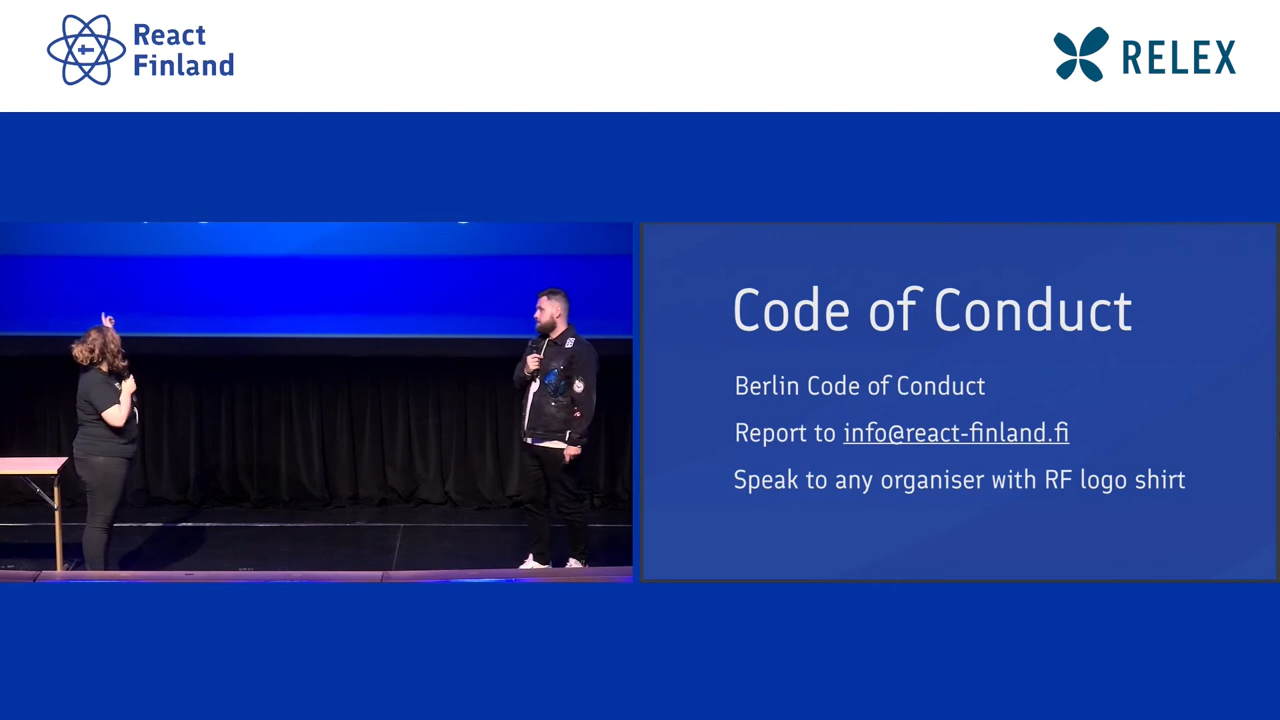 React
Finland
RELEX
Code of Conduct
Berlin Code of Conduct
Report to info@react-finland.fi
Speak to any organiser with RF logo shirt